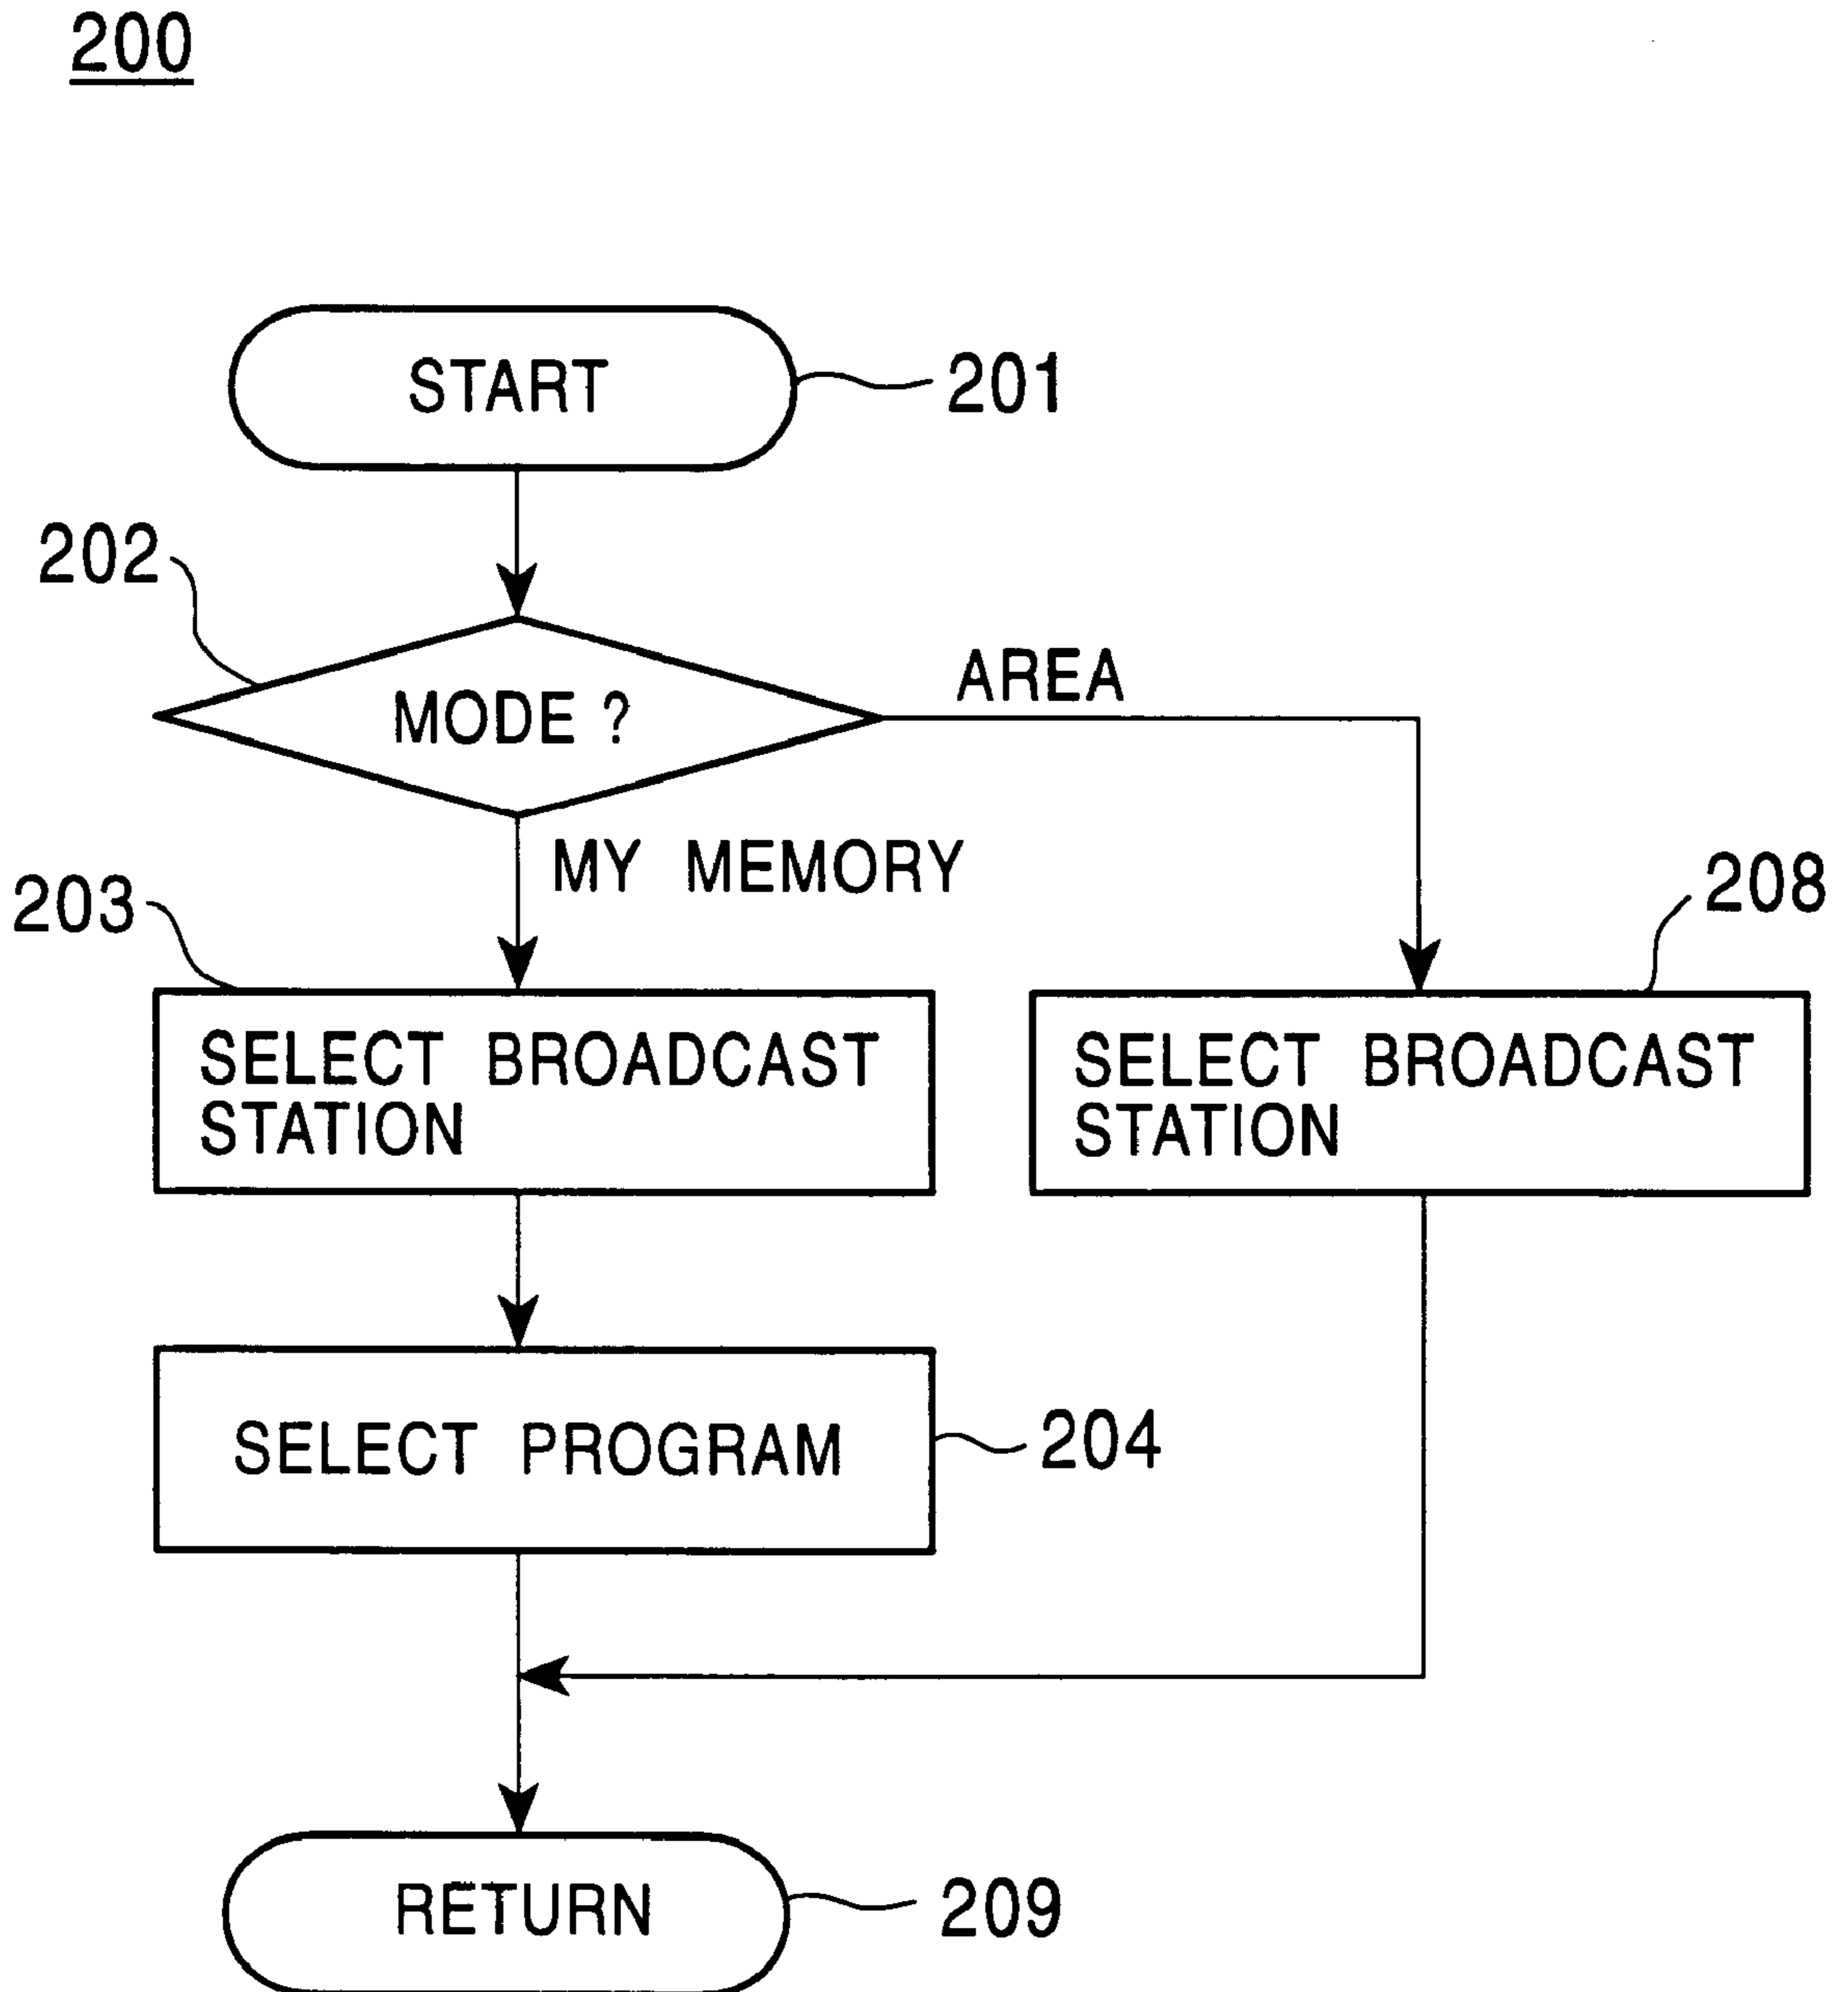 200
START
201
202
MODE ?
AREA
MY MEMORY
203
208
SELECT BROADCAST
STATION
SELECT BROADCAST
STATION
SELECT PROGRAM
204
RETURN
209